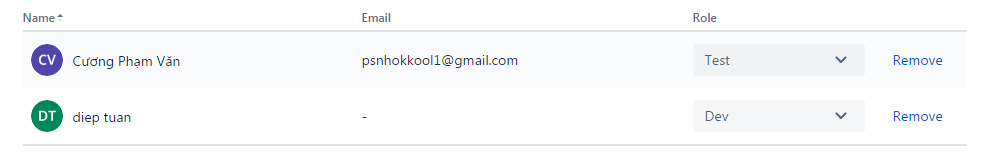 Name Email Role
CV Cương Phạm Văn psnhokkool1@gmail.com Test Remove
DT diep tuan - Dev Remove